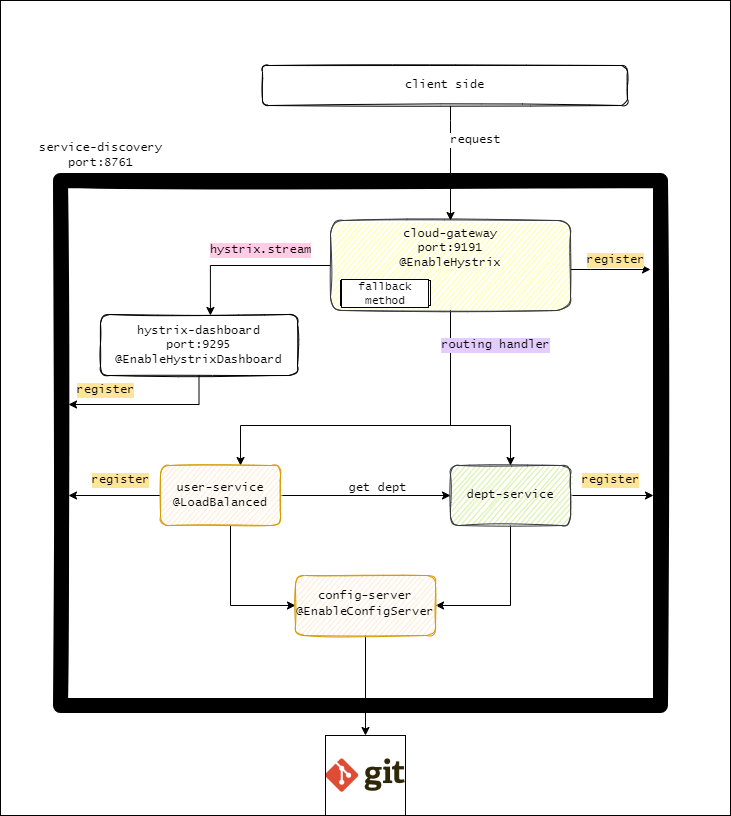 client side
request
service-discovery
port:8761
cloud-gateway
port:9191
@EnableHystrix
fallback
method
hystrix.stream
register
hystrix-dashboard
port:9295
@EnableHystrixDashboard
routing handler
register
register
user-service
@LoadBalanced
get dept
dept-service
register
config-server
@EnableConfigServer
git